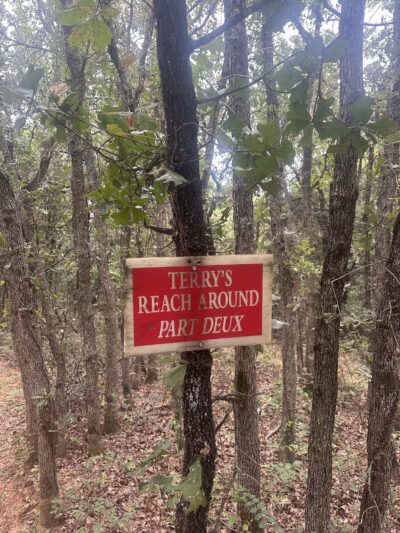 TERRY'S
REACH AROUND
PART DEUX